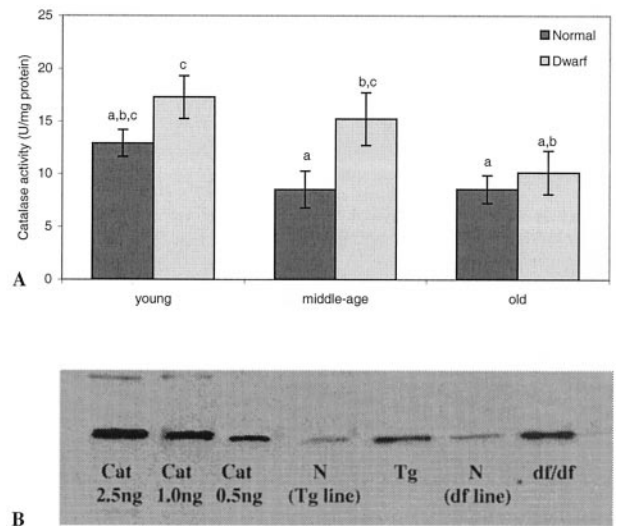 25
20
15
10
5
0
Catalase activity (U/mg protein)
Normal
Dwarf
a,b,c
c
a
b,c
a
a,b
young
middle-age
old
A
Cat Cat Cat N Tg N df/df
2.5ng 1.0ng 0.5ng (Tg line) (df line)
B